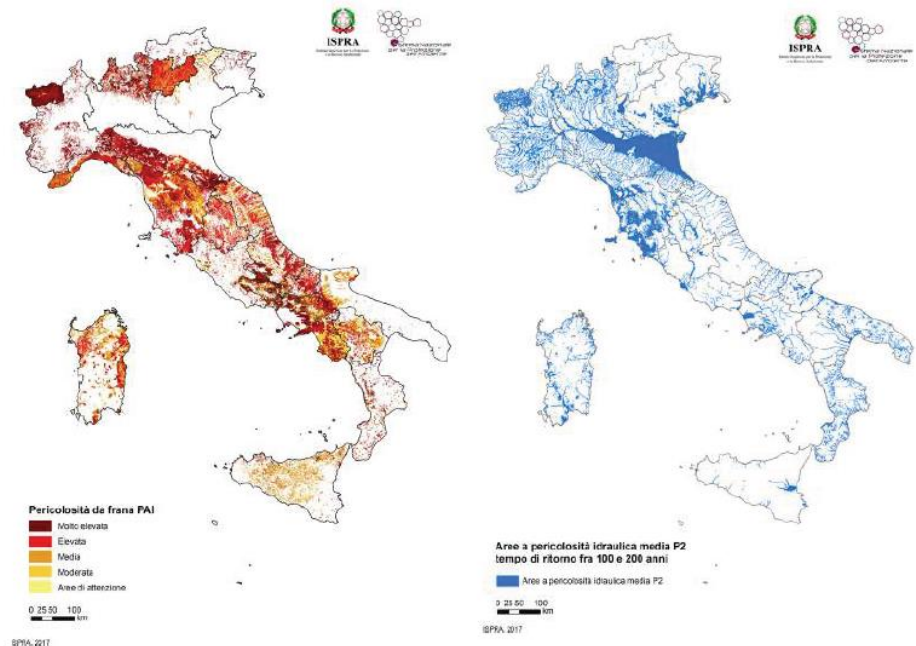 ISPRA
Pericolosità da frana PAI
Molto elevata
Elevata
Media
Moderata
Aree di attenzione
0 25 50 100
km
ISPRA, 2017
ISPRA
Aree a pericolosità idraulica media P2
tempo di ritorno fra 100 e 200 anni
Aree a pericolosità idraulica media P2
0 25 50 100
km
ISPRA, 2017